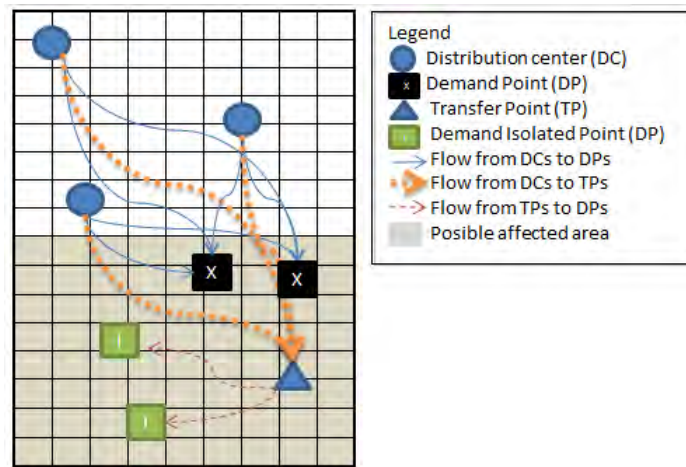 Legend
Distribution center (DC)
X Demand Point (DP)
Transfer Point (TP)
I Demand Isolated Point (DP)
Flow from DCs to DPs
Flow from DCs to TPs
Flow from TPs to DPs
Posible affected area
X
X
I
I